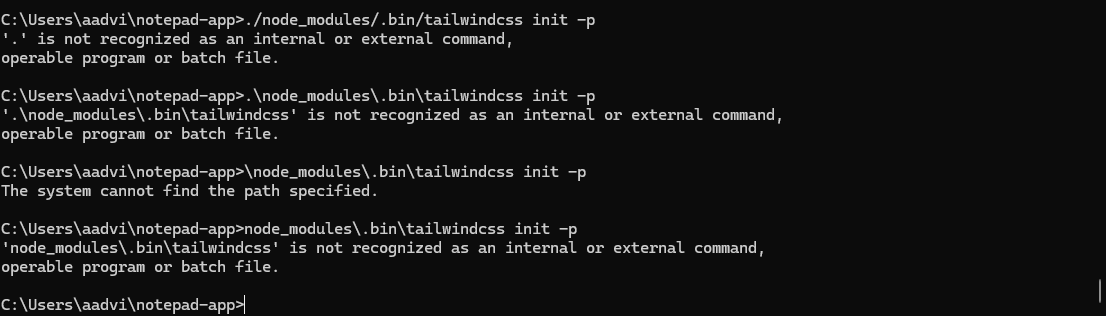 C:\Users\aadvi\notepad-app>./node_modules/.bin/tailwindcss init -p
'.' is not recognized as an internal or external command,
operable program or batch file.
C:\Users\aadvi\notepad-app>.\node_modules\.bin\tailwindcss init -p
'.\node_modules\.bin\tailwindcss' is not recognized as an internal or external command,
operable program or batch file.
C:\Users\aadvi\notepad-app>\node_modules\.bin\tailwindcss init -p
The system cannot find the path specified.
C:\Users\aadvi\notepad-app>node_modules\.bin\tailwindcss init -p
'node_modules\.bin\tailwindcss' is not recognized as an internal or external command,
operable program or batch file.
C:\Users\aadvi\notepad-app>